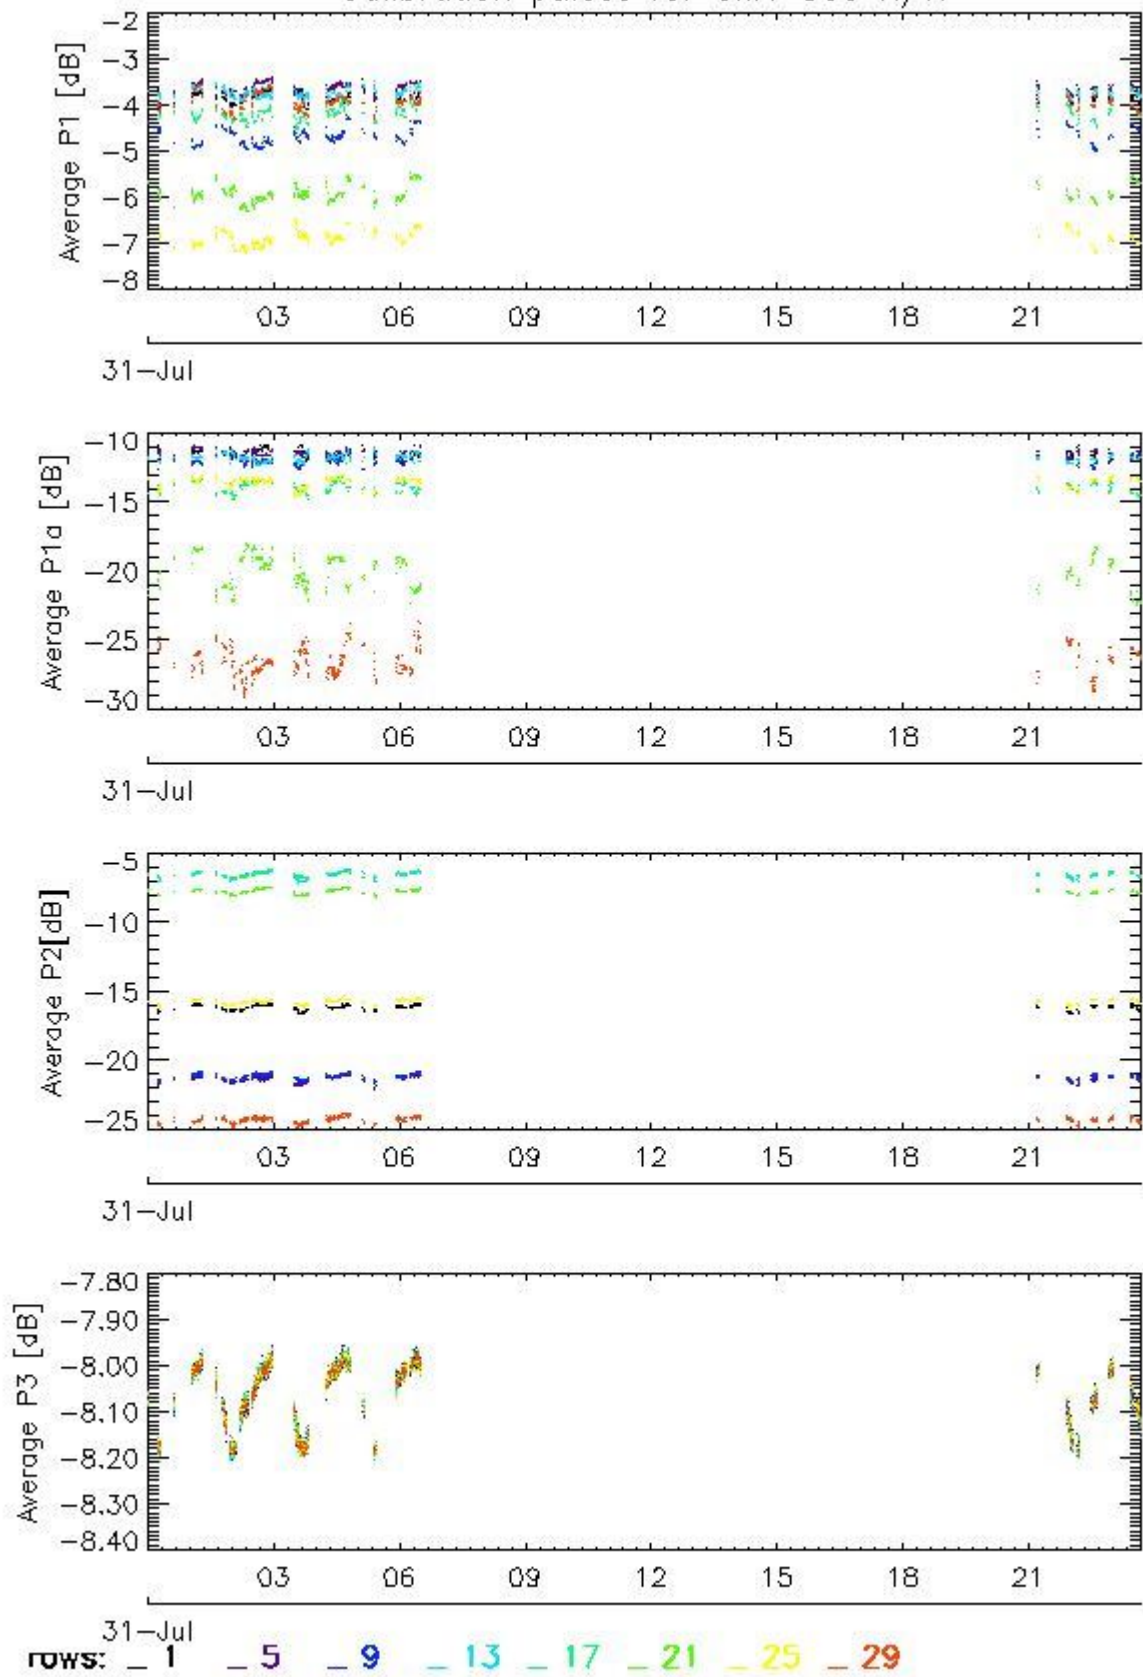 -2
-3
-4
-5
-6
-7
-8
Average P1 [dB]
03 06 09 12 15 18 21
31-Jul
-10
-15
-20
-25
-30
Average P1a [dB]
03 06 09 12 15 18 21
31-Jul
-5
-10
-15
-20
-25
Average P2[dB]
03 06 09 12 15 18 21
31-Jul
-7.80
-7.90
-8.00
-8.10
-8.20
-8.30
-8.40
Average P3 [dB]
03 06 09 12 15 18 21
31-Jul
rows: _ 1 _ 5 _ 9 _ 13 _ 17 _ 21 _ 25 _ 29